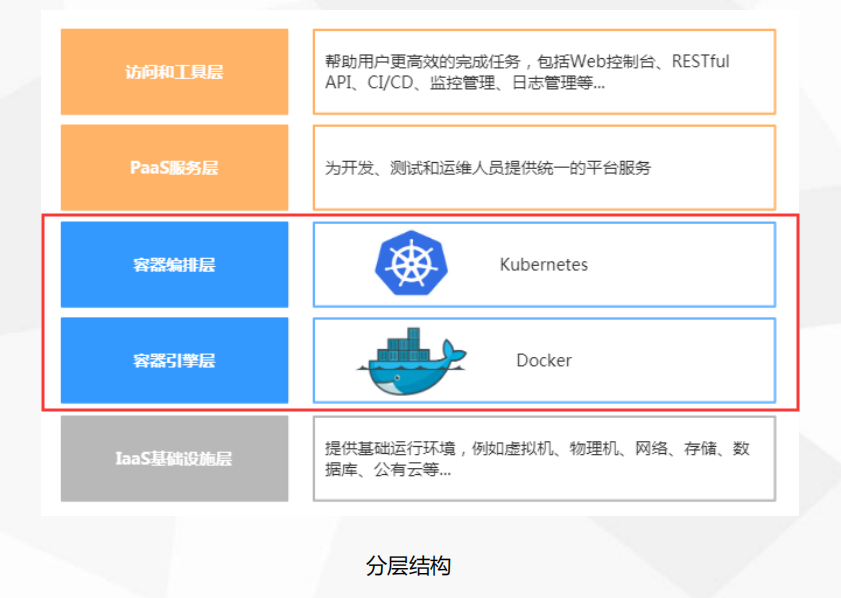 访问和工具层
帮助用户更高效的完成任务，包括Web控制台、RESTful
API、CI/CD、监控管理、日志管理等...
PaaS服务层
为开发、测试和运维人员提供统一的平台服务
容器编排层
Kubernetes
容器引擎层
Docker
IaaS基础设施层
提供基础运行环境，例如虚拟机、物理机、网络、存储、数
据库、公有云等...
分层结构